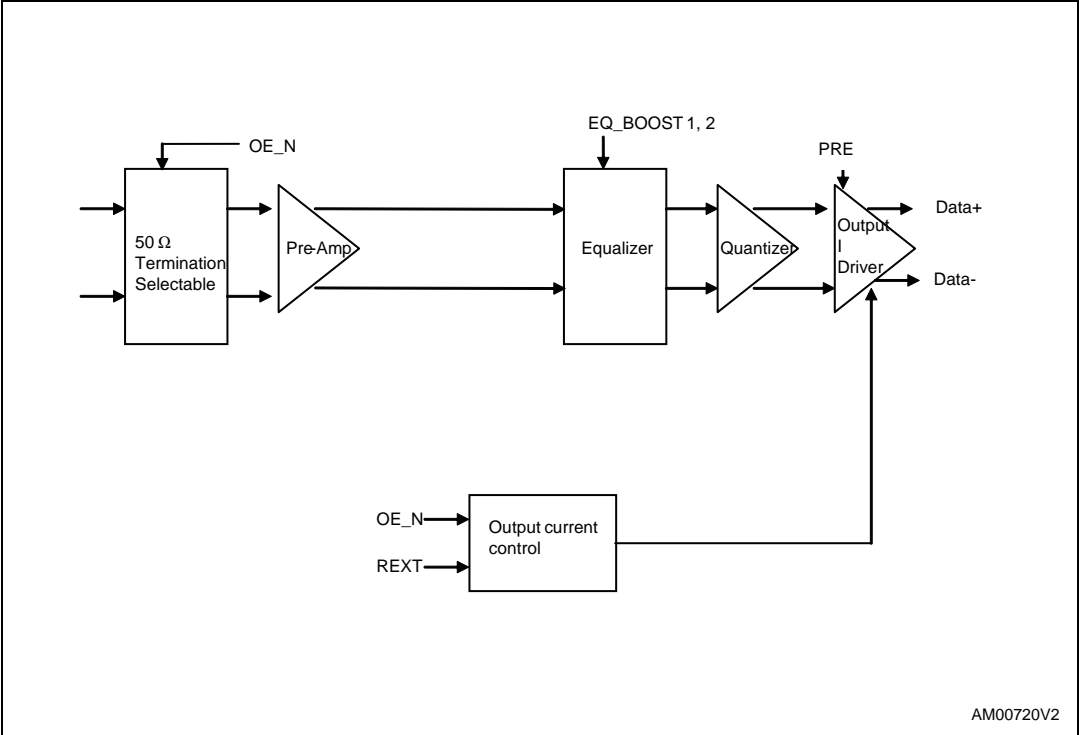 EQ_BOOST 1, 2
OE_N
PRE
50 Ω
Termination
Selectable
Pre-Amp
Equalizer
Quantizer
Output
I
Driver
Data+
Data-
OE_N
REXT
Output current
control
AM00720V2